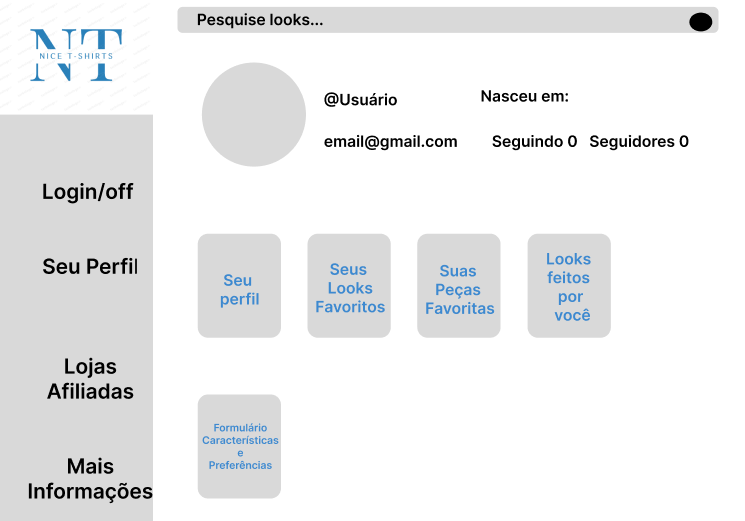 NT
NICE T-SHIRTS
Pesquise looks...
@Usuário
Nasceu em:
email@gmail.com
Seguindo 0
Seguidores 0
Login/off
Seu Perfil
Lojas
Afiliadas
Mais
Informações
Seu
perfil
Seus
Looks
Favoritos
Suas
Peças
Favoritas
Looks
feitos
por
você
Formulário
Características
e
Preferências